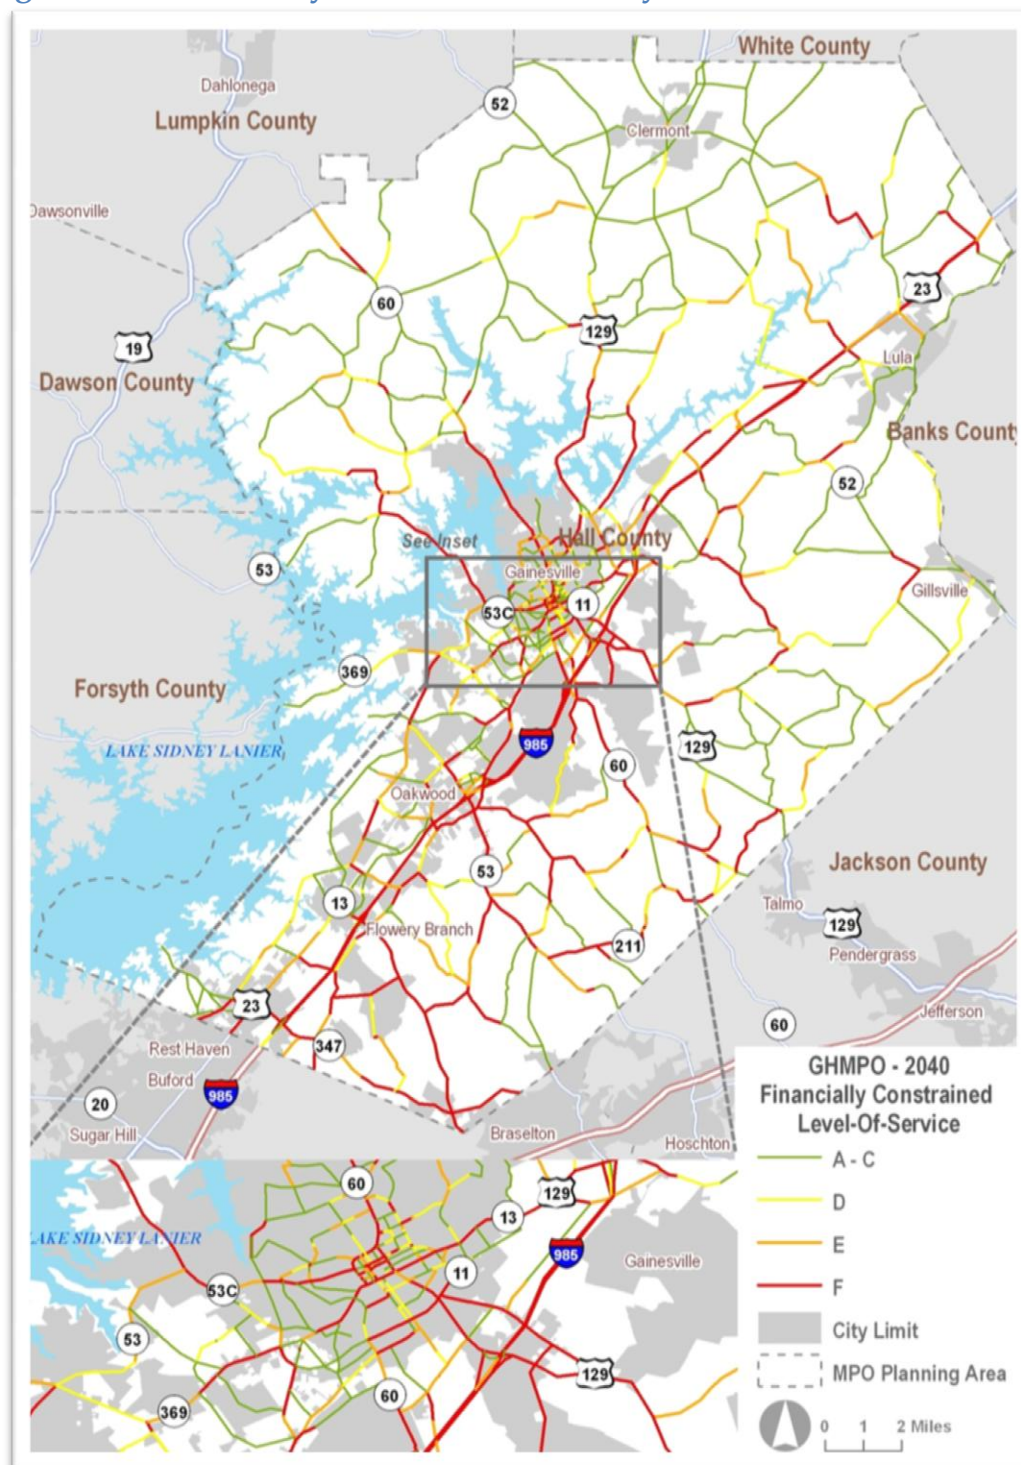 White County
Dahlonega
52
Lumpkin County
Clermont
Dawsonville
23
60
129
19
Lula
Dawson County
Banks County
52
See Inset
Hall County
53
Gainesville
Gillsville
53C
11
369
Forsyth County
129
985
LAKE SIDNEY LANIER
60
Oakwood
Jackson County
53
13
Talmo
129
Flowery Branch
211
Pendergrass
23
Jefferson
60
Rest Haven
347
Buford
985
20
Sugar Hill
Braselton
Hoschton
GHMPO - 2040
Financially Constrained
Level-Of-Service
A - C
D
E
F
City Limit
MPO Planning Area
0 1 2 Miles
60
129
13
LAKE SIDNEY LANIER
985
Gainesville
11
53C
53
129
60
369